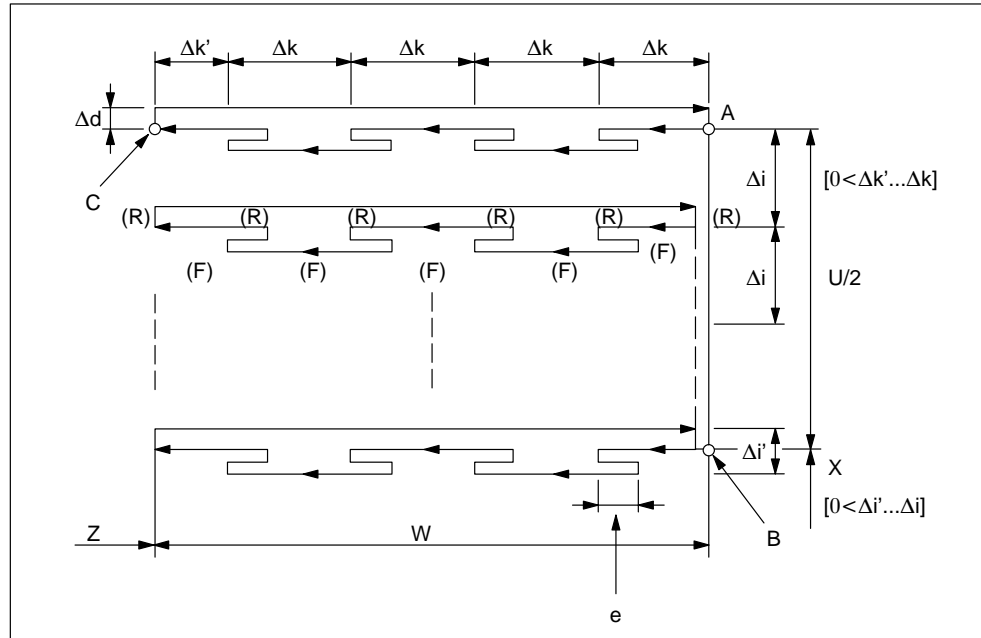 Δk’ Δk Δk Δk Δk
Δd
A
C
Δi
[0<Δk’...Δk]
(R) (R) (R) (R) (R) (R)
(F)
(F) (F) (F) (F)
Δi
U/2
Δi’
X
[0<Δi’...Δi]
Z
W
B
e